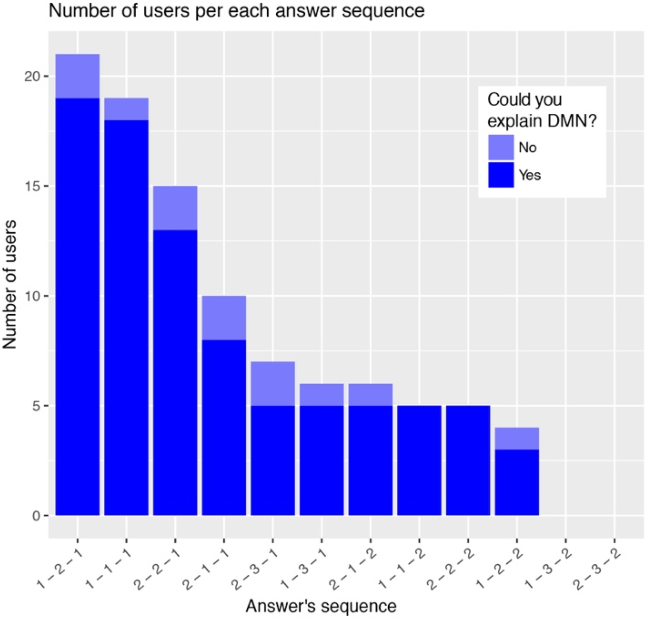 Number of users per each answer sequence
20
15
10
5
0
Number of users
Could you
explain DMN?
No
Yes
1-2-1
1-1-1
2-2-1
2-1-1
2-3-1
1-3-1
2-1-2
1-1-2
2-2-2
1-2-2
1-3-2
2-3-2
Answer's sequence